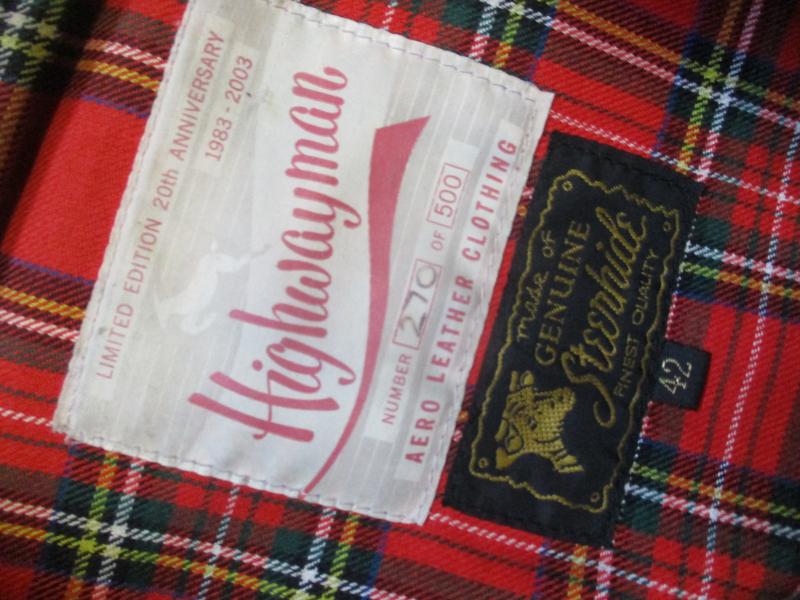 LIMITED EDITION 20th ANNIVERSARY
1983 - 2003
Highwayman
NUMBER 270 OF 500
AERO LEATHER CLOTHING
made of
GENUINE
Steerhide
FINEST QUALITY
42